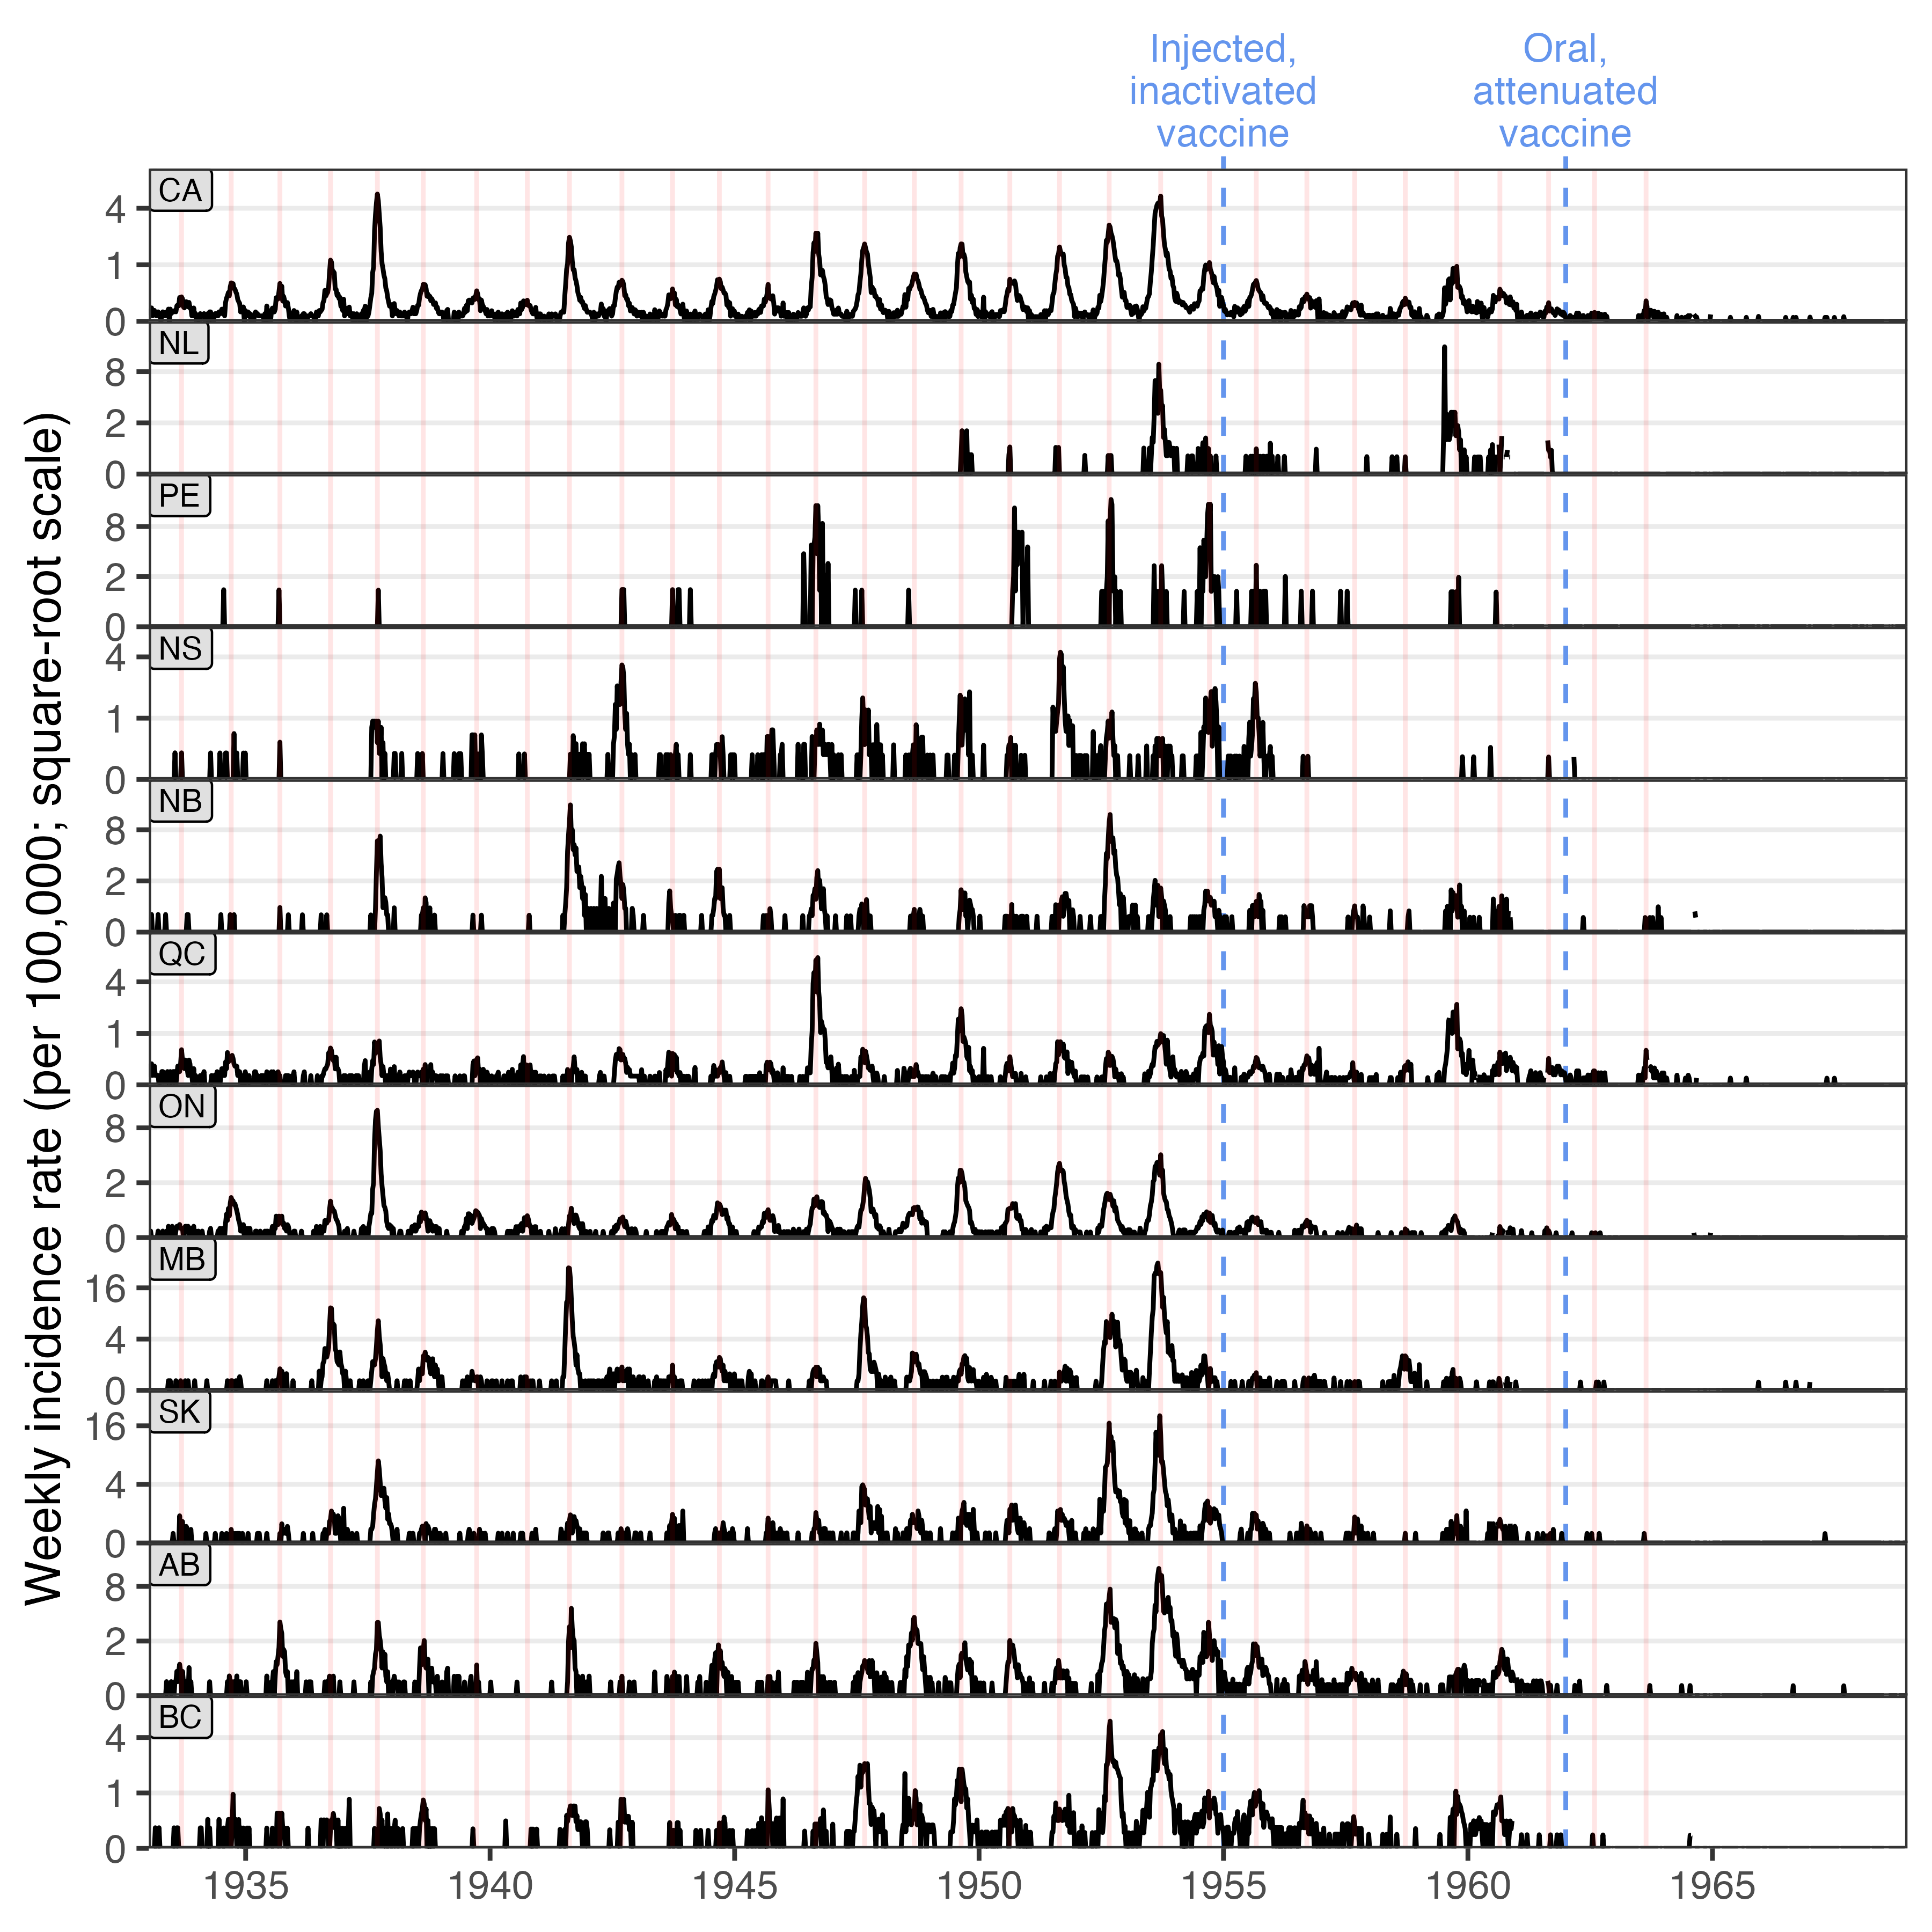 Injected,
inactivated
vaccine
Oral,
attenuated
vaccine
Weekly incidence rate (per 100,000; square-root scale)
CA
4
1
0
NL
8
2
0
PE
8
2
0
NS
4
1
0
NB
8
2
0
QC
4
1
0
ON
8
2
0
MB
16
4
0
SK
16
4
0
AB
8
2
0
BC
4
1
0
1935
1940
1945
1950
1955
1960
1965